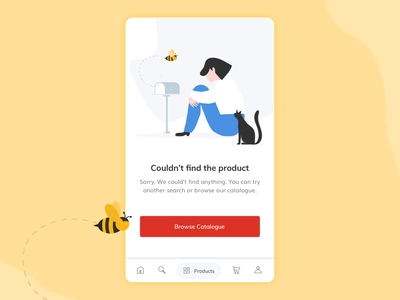 Couldn't find the product
Sorry, We could't find anything. You can try
another search or browse our catalogue.
Browse Catalogue
Products